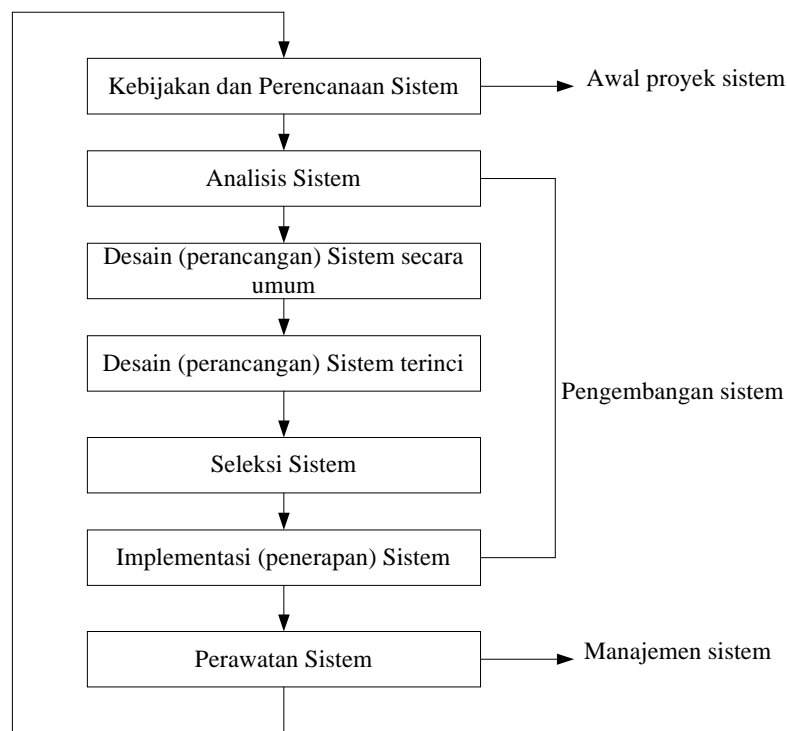 Kebijakan dan Perencanaan Sistem
Awal proyek sistem
Analisis Sistem
Desain (perancangan) Sistem secara
umum
Desain (perancangan) Sistem terinci
Pengembangan sistem
Seleksi Sistem
Implementasi (penerapan) Sistem
Perawatan Sistem
Manajemen sistem